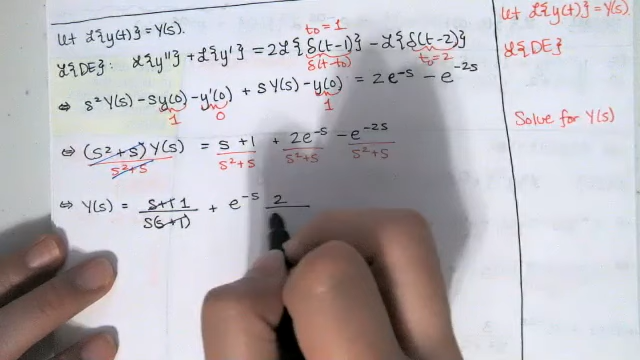 Let ℒ{y(t)} = Y(s).
ℒ{DE}: ℒ{y''} + ℒ{y'} = 2ℒ{δ(t-1)} - ℒ{δ(t-2)}
t₀ = 1
δ(t-t₀)
t₀ = 2
⇔ s²Y(s) - sy(0) - y'(0) + sY(s) - y(0) = 2e^-s - e^-2s
1 0 1
⇔ (s²+s)Y(s) = s+1 + 2e^-s - e^-2s
s²+s s²+s s²+s s²+s
⇔ Y(s) = s+1 1 + e^-s 2
s(s+1)
Let ℒ{y(t)} = Y(s).
ℒ{DE}
Solve for Y(s)